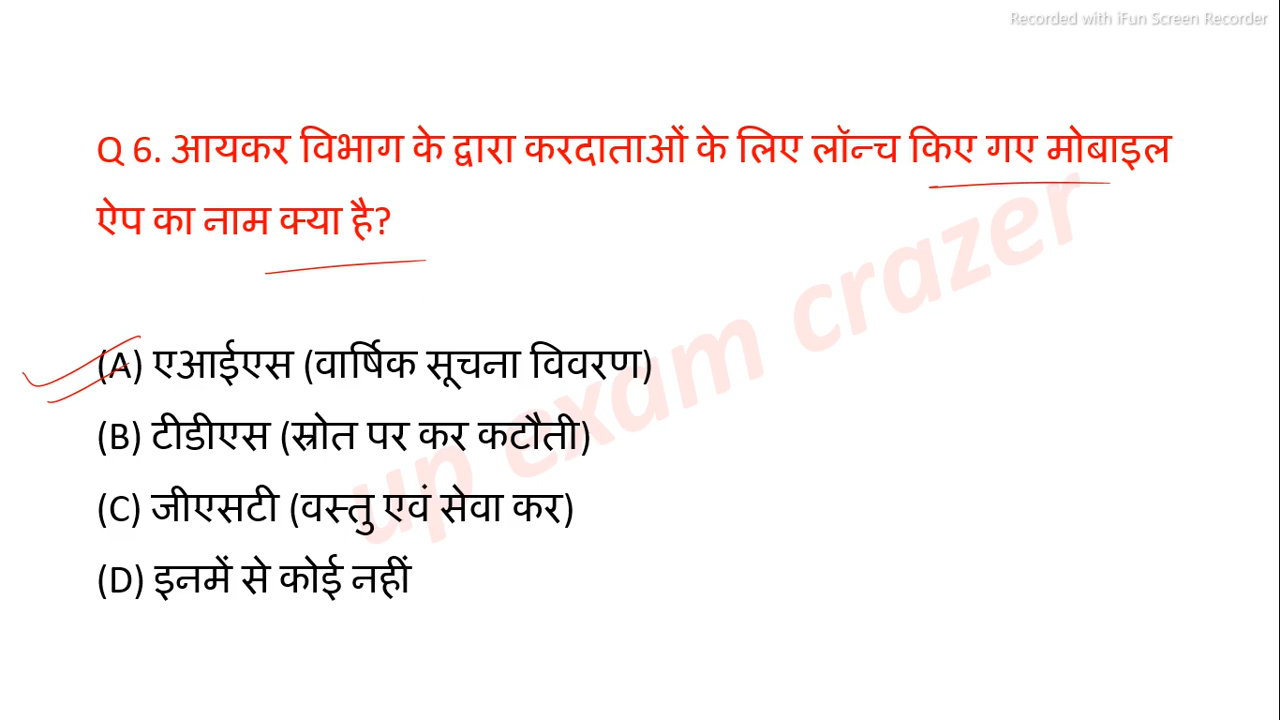 Recorded with iFun Screen Recorder
Q 6. आयकर विभाग के द्वारा करदाताओं के लिए लॉन्च किए गए मोबाइल
ऐप का नाम क्या है?
(A) एआईएस (वार्षिक सूचना विवरण)
(B) टीडीएस (स्रोत पर कर कटौती)
(C) जीएसटी (वस्तु एवं सेवा कर)
(D) इनमें से कोई नहीं
up exam crazer